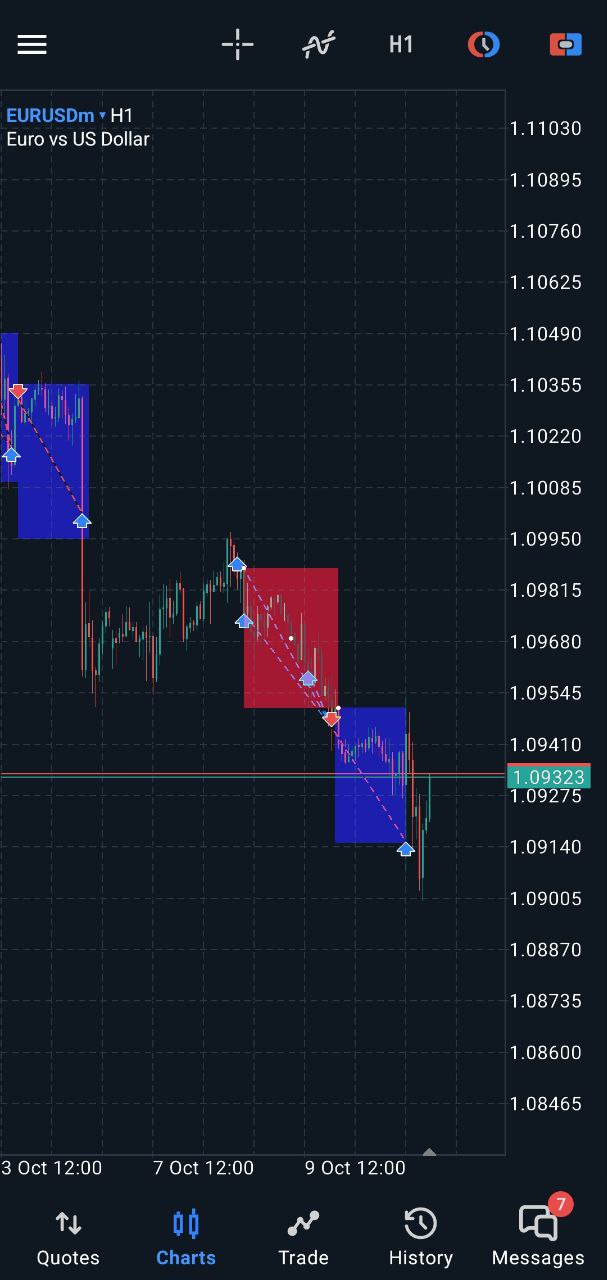 H1
EURUSDm ▾ H1
Euro vs US Dollar
1.11030
1.10895
1.10760
1.10625
1.10490
1.10355
1.10220
1.10085
1.09950
1.09815
1.09680
1.09545
1.09410
1.09323
1.09275
1.09140
1.09005
1.08870
1.08735
1.08600
1.08465
3 Oct 12:00
7 Oct 12:00
9 Oct 12:00
7
Quotes
Charts
Trade
History
Messages